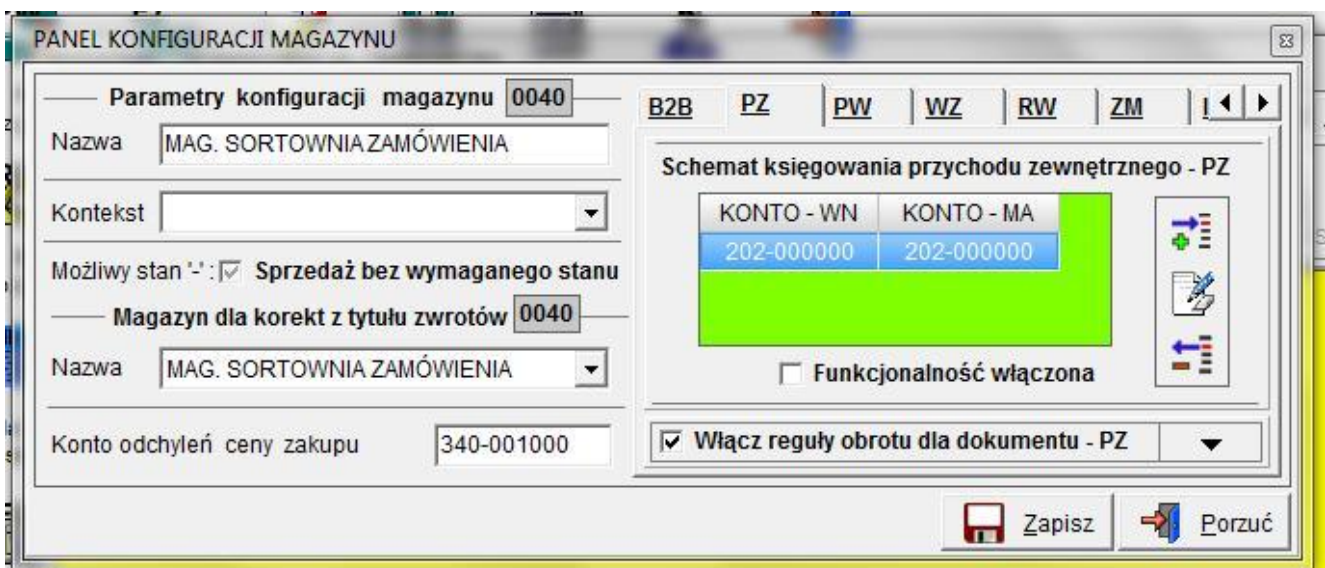 PANEL KONFIGURACJI MAGAZYNU
Parametry konfiguracji magazynu 0040
Nazwa MAG. SORTOWNIA ZAMÓWIENIA
Kontekst
Możliwy stan '-' : Sprzedaż bez wymaganego stanu
Magazyn dla korekt z tytułu zwrotów 0040
Nazwa MAG. SORTOWNIA ZAMÓWIENIA
Konto odchyleń ceny zakupu 340-001000
B2B PZ PW WZ RW ZM
Schemat księgowania przychodu zewnętrznego - PZ
KONTO - WN KONTO - MA
202-000000 202-000000
Funkcjonalność włączona
Włącz reguły obrotu dla dokumentu - PZ
Zapisz Porzuć